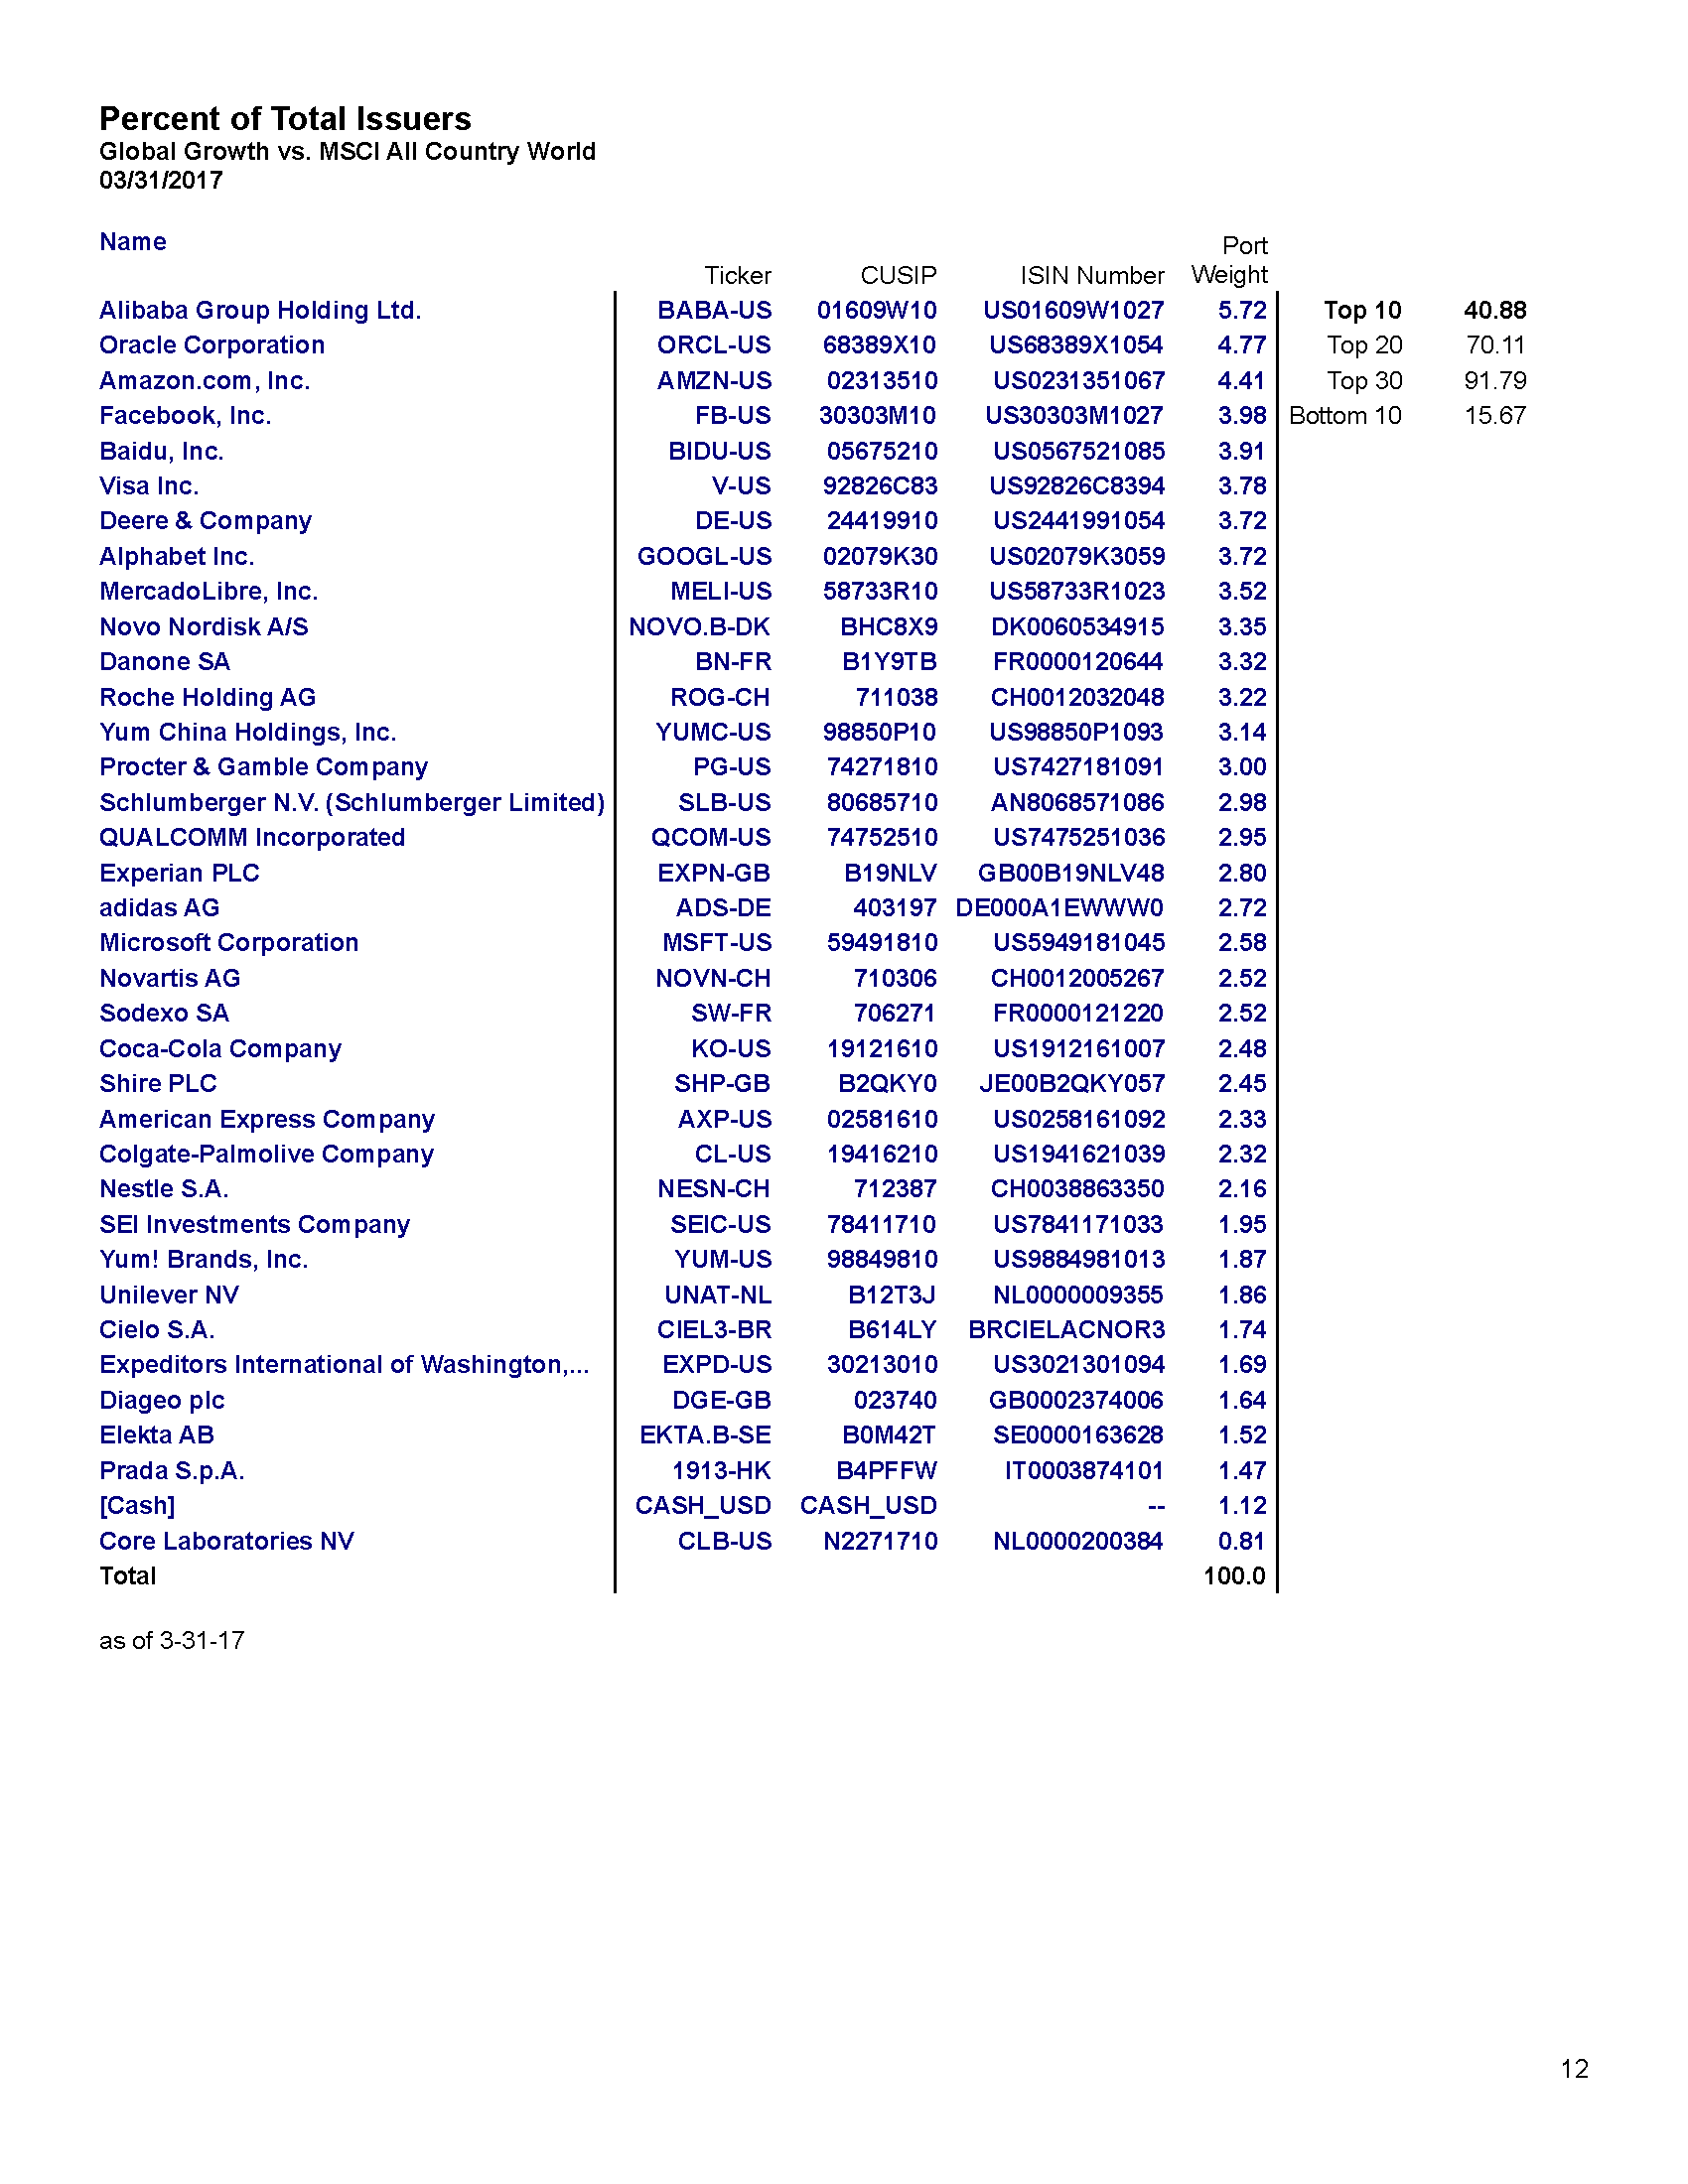 Percent of Total Issuers
Global Growth vs. MSCI All Country World
03/31/2017
Name Port
Ticker CUSIP ISIN Number Weight
Alibaba Group Holding Ltd. BABA-US 01609W10 US01609W1027 5.72 Top 10 40.88
Oracle Corporation ORCL-US 68389X10 US68389X1054 4.77 Top 20 70.11
Amazon.com, Inc. AMZN-US 02313510 US0231351067 4.41 Top 30 91.79
Facebook, Inc. FB-US 30303M10 US30303M1027 3.98 Bottom 10 15.67
Baidu, Inc. BIDU-US 05675210 US0567521085 3.91
Visa Inc. V-US 92826C83 US92826C8394 3.78
Deere & Company DE-US 24419910 US2441991054 3.72
Alphabet Inc. GOOGL-US 02079K30 US02079K3059 3.72
MercadoLibre, Inc. MELI-US 58733R10 US58733R1023 3.52
Novo Nordisk A/S NOVO.B-DK BHC8X9 DK0060534915 3.35
Danone SA BN-FR B1Y9TB FR0000120644 3.32
Roche Holding AG ROG-CH 711038 CH0012032048 3.22
Yum China Holdings, Inc. YUMC-US 98850P10 US98850P1093 3.14
Procter & Gamble Company PG-US 74271810 US7427181091 3.00
Schlumberger N.V. (Schlumberger Limited) SLB-US 80685710 AN8068571086 2.98
QUALCOMM Incorporated QCOM-US 74752510 US7475251036 2.95
Experian PLC EXPN-GB B19NLV GB00B19NLV48 2.80
adidas AG ADS-DE 403197 DE000A1EWWW0 2.72
Microsoft Corporation MSFT-US 59491810 US5949181045 2.58
Novartis AG NOVN-CH 710306 CH0012005267 2.52
Sodexo SA SW-FR 706271 FR0000121220 2.52
Coca-Cola Company KO-US 19121610 US1912161007 2.48
Shire PLC SHP-GB B2QKY0 JE00B2QKY057 2.45
American Express Company AXP-US 02581610 US0258161092 2.33
Colgate-Palmolive Company CL-US 19416210 US1941621039 2.32
Nestle S.A. NESN-CH 712387 CH0038863350 2.16
SEI Investments Company SEIC-US 78411710 US7841171033 1.95
Yum! Brands, Inc. YUM-US 98849810 US9884981013 1.87
Unilever NV UNAT-NL B12T3J NL0000009355 1.86
Cielo S.A. CIEL3-BR B614LY BRCIELACNOR3 1.74
Expeditors International of Washington,... EXPD-US 30213010 US3021301094 1.69
Diageo plc DGE-GB 023740 GB0002374006 1.64
Elekta AB EKTA.B-SE B0M42T SE0000163628 1.52
Prada S.p.A. 1913-HK B4PFFW IT0003874101 1.47
[Cash] CASH_USD CASH_USD -- 1.12
Core Laboratories NV CLB-US N2271710 NL0000200384 0.81
Total 100.0
as of 3-31-17
12